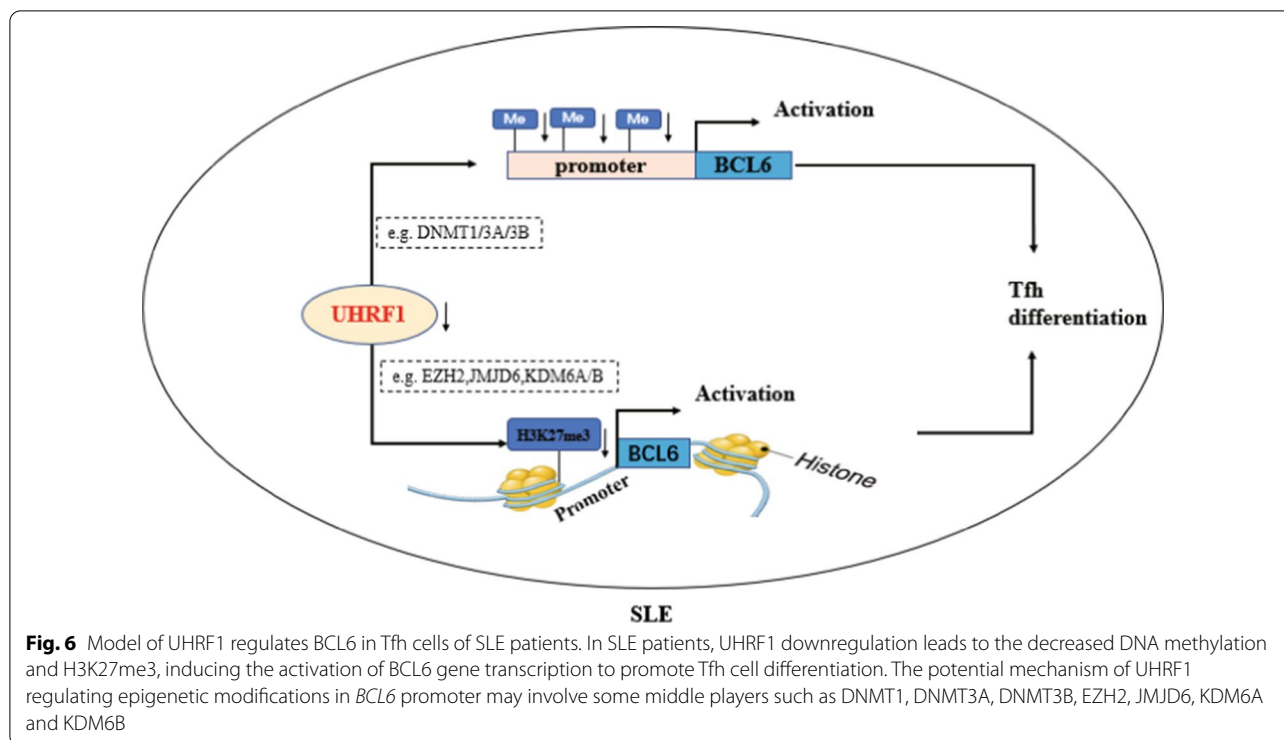 Me Me Me
Activation
promoter BCL6
e.g. DNMT1/3A/3B
UHRF1
Tfh
differentiation
e.g. EZH2,JMJD6,KDM6A/B
Activation
H3K27me3
BCL6
Histone
Promoter
SLE
Fig. 6 Model of UHRF1 regulates BCL6 in Tfh cells of SLE patients. In SLE patients, UHRF1 downregulation leads to the decreased DNA methylation
and H3K27me3, inducing the activation of BCL6 gene transcription to promote Tfh cell differentiation. The potential mechanism of UHRF1
regulating epigenetic modifications in BCL6 promoter may involve some middle players such as DNMT1, DNMT3A, DNMT3B, EZH2, JMJD6, KDM6A
and KDM6B